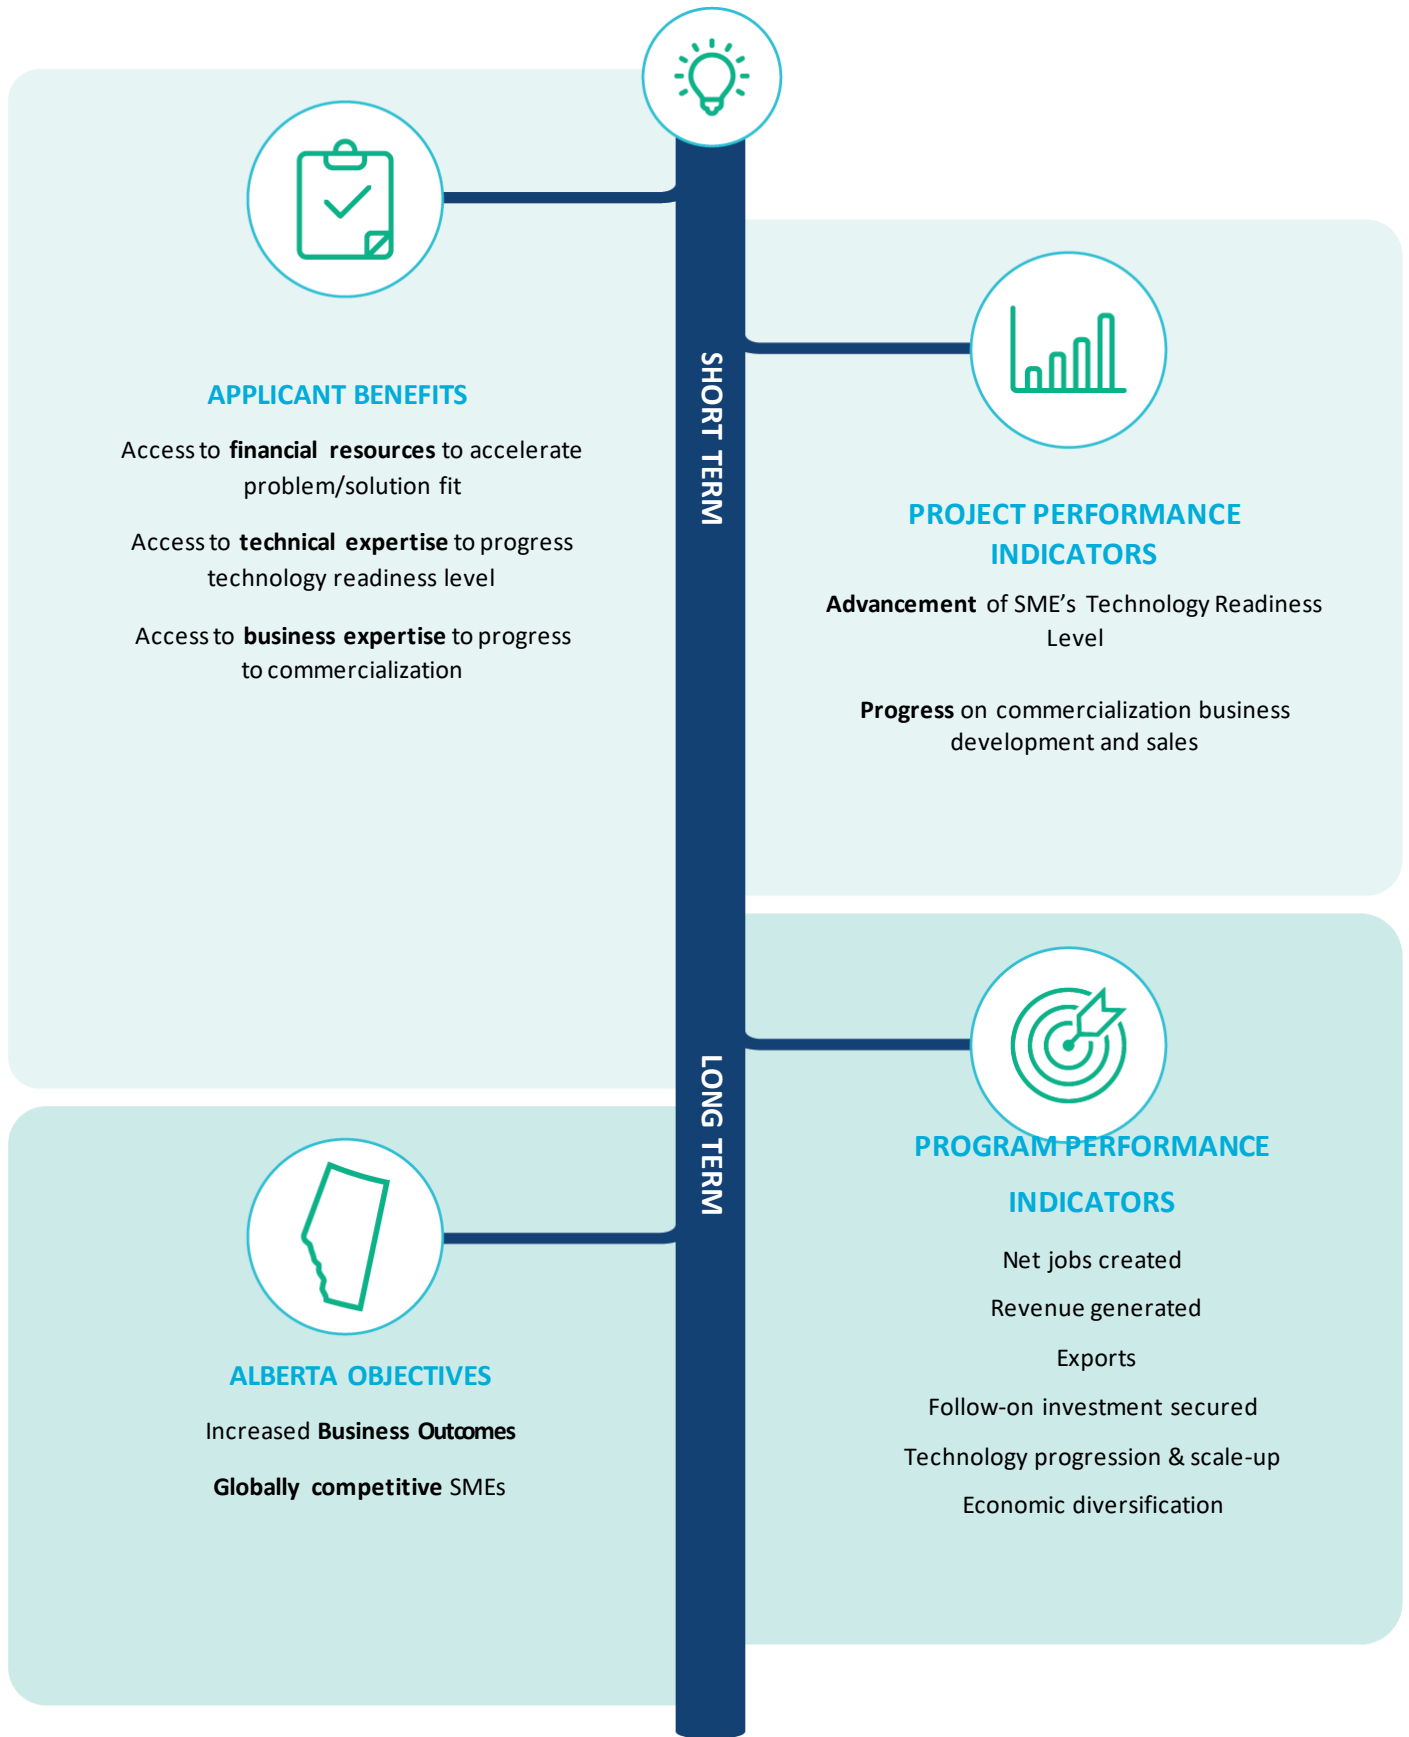 APPLICANT BENEFITS
Access to financial resources to accelerate
problem/solution fit
Access to technical expertise to progress
technology readiness level
Access to business expertise to progress
to commercialization
SHORT TERM
PROJECT PERFORMANCE
INDICATORS
Advancement of SME's Technology Readiness
Level
Progress on commercialization business
development and sales
LONG TERM
PROGRAM PERFORMANCE
INDICATORS
Net jobs created
Revenue generated
Exports
Follow-on investment secured
Technology progression & scale-up
Economic diversification
ALBERTA OBJECTIVES
Increased Business Outcomes
Globally competitive SMEs